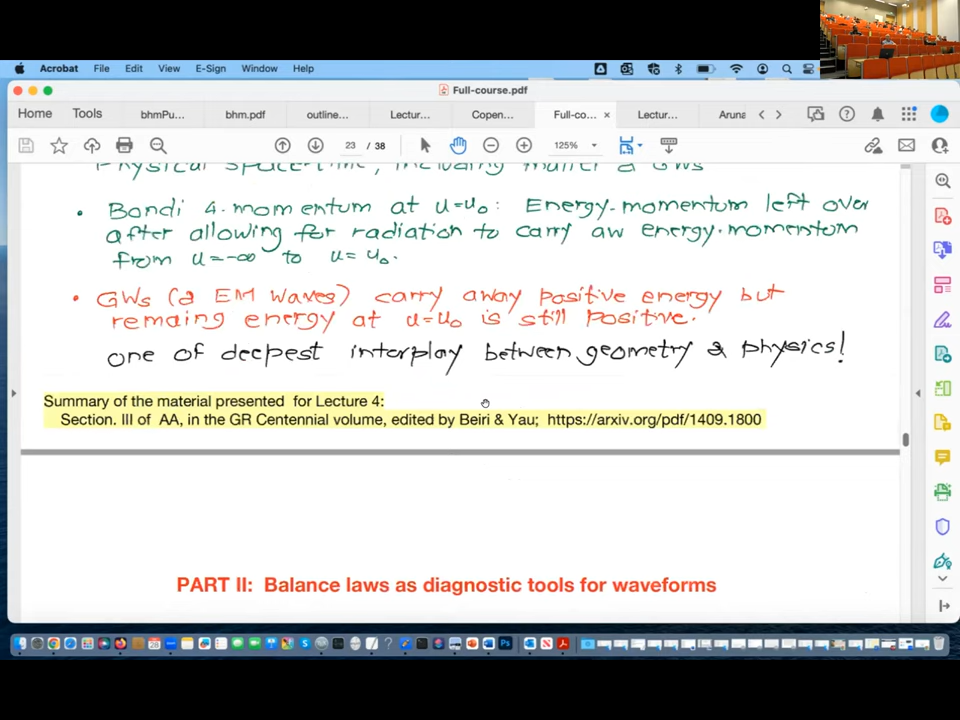 Acrobat File Edit View E-Sign Window Help
Full-course.pdf
Home Tools bhmPu... bhm.pdf outline... Lectur... Copen... Full-co... × Lectur... Aruna
23 / 38 125%
Physical spacetime, including matter & GWs
• Bondi 4-momentum at u=u₀: Energy-momentum left over
after allowing for radiation to carry aw energy-momentum
from u=-∞ to u=u₀.
• GWs (& EM waves) carry away positive energy but
remaing energy at u=u₀ is still positive.
one of deepest interplay between geometry & physics!
Summary of the material presented for Lecture 4:
Section. III of AA, in the GR Centennial volume, edited by Beiri & Yau; https://arxiv.org/pdf/1409.1800
PART II: Balance laws as diagnostic tools for waveforms